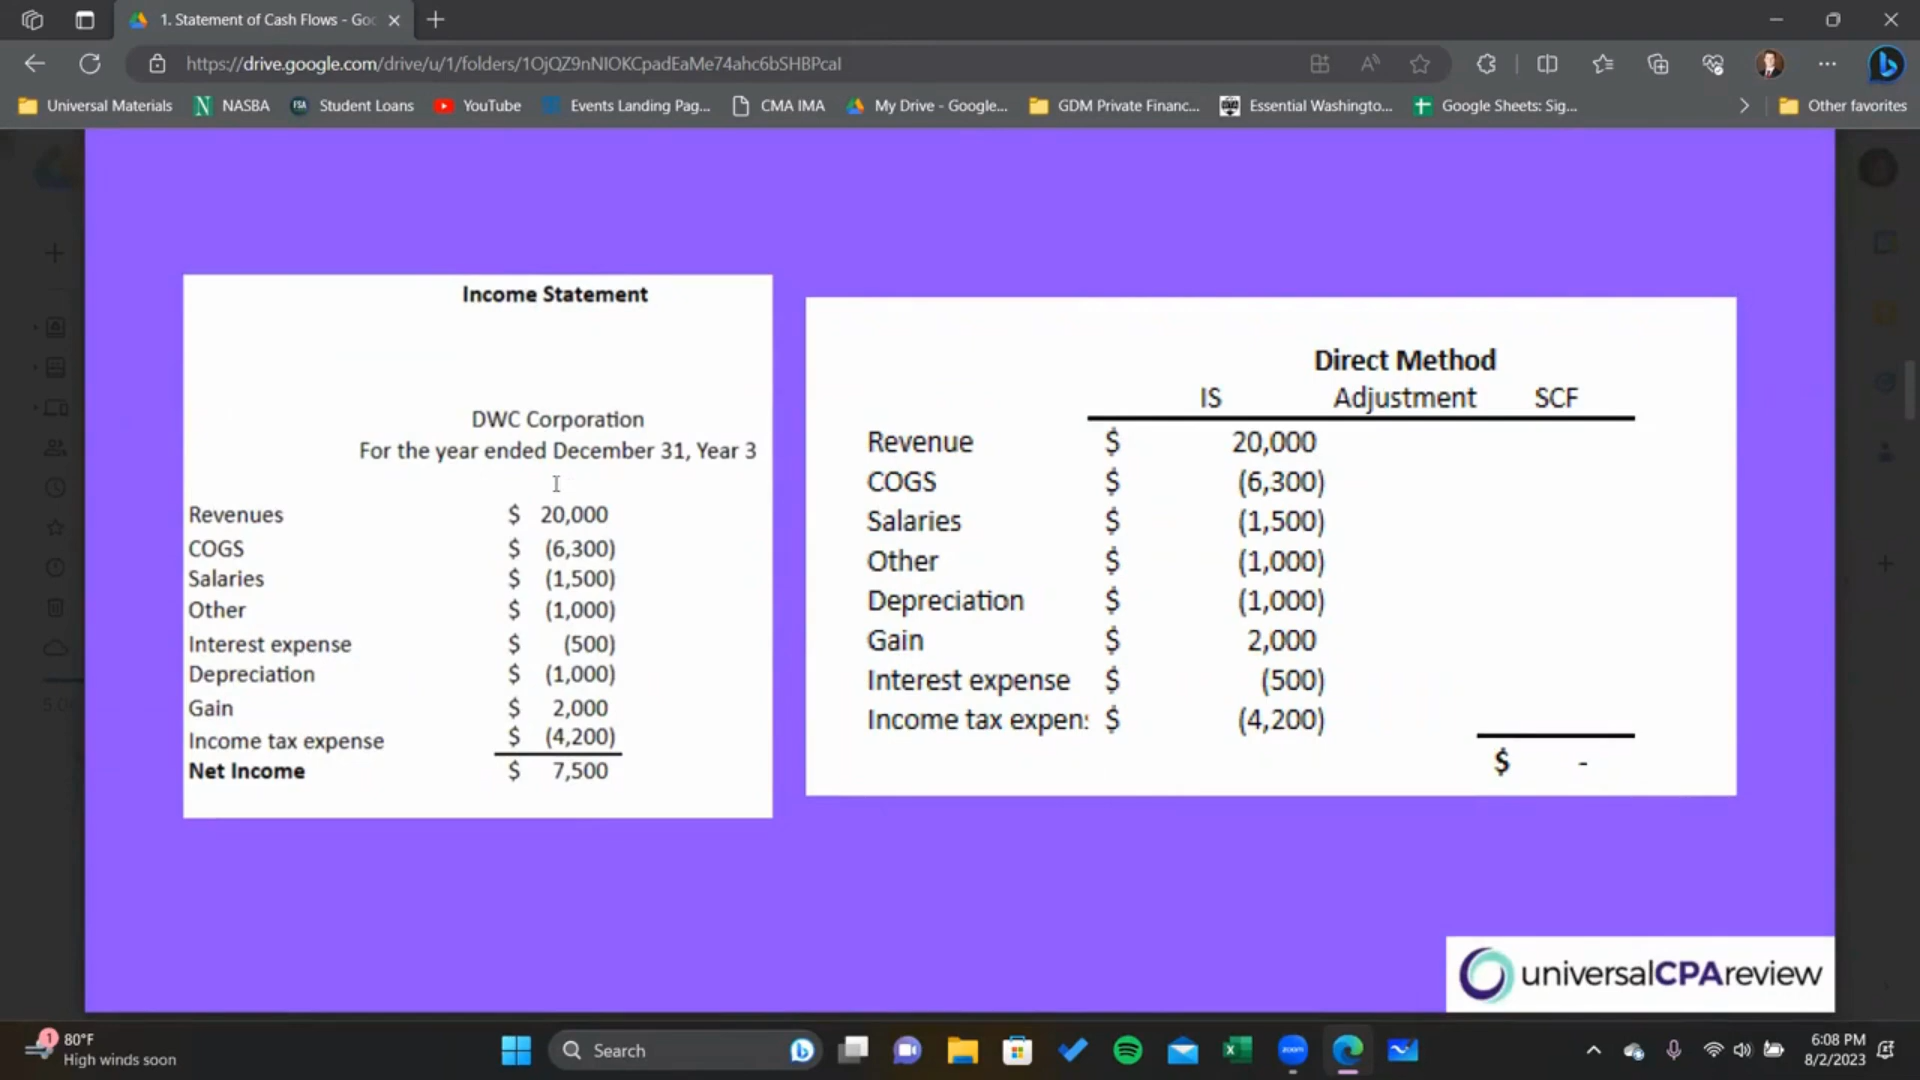 1. Statement of Cash Flows - Goo
https://drive.google.com/drive/u/1/folders/1OjQZ9nNIOKCpadEaMe74ahc6bSHBPcaI
Universal Materials
NASBA
Student Loans
YouTube
Events Landing Pag...
CMA IMA
My Drive - Google...
GDM Private Financ...
Essential Washingto...
Google Sheets: Sig...
Other favorites
Income Statement
DWC Corporation
For the year ended December 31, Year 3
Revenues $ 20,000
COGS $ (6,300)
Salaries $ (1,500)
Other $ (1,000)
Interest expense $ (500)
Depreciation $ (1,000)
Gain $ 2,000
Income tax expense $ (4,200)
Net Income $ 7,500
Direct Method
IS Adjustment SCF
Revenue $ 20,000
COGS $ (6,300)
Salaries $ (1,500)
Other $ (1,000)
Depreciation $ (1,000)
Gain $ 2,000
Interest expense $ (500)
Income tax expen: $ (4,200)
$ -
universalCPAreview
1
80°F
High winds soon
Search
zoom
6:08 PM
8/2/2023